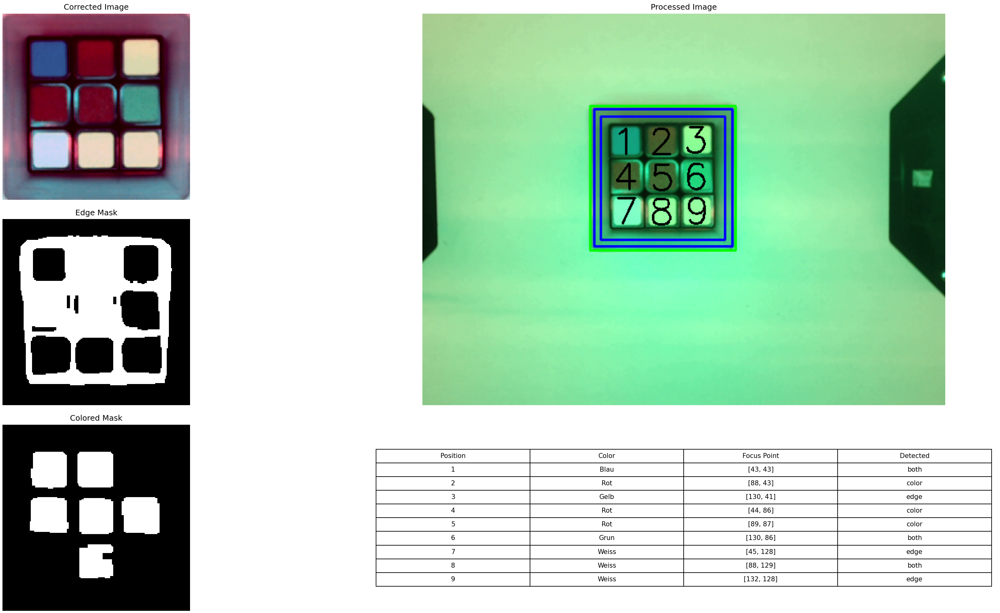 Corrected Image
Processed Image
1 2 3
4 5 6
7 8 9
Edge Mask
Colored Mask
Position Color Focus Point Detected
1 Blau [43, 43] both
2 Rot [88, 43] color
3 Gelb [130, 41] edge
4 Rot [44, 86] color
5 Rot [89, 87] color
6 Grun [130, 86] both
7 Weiss [45, 128] edge
8 Weiss [88, 129] both
9 Weiss [132, 128] edge